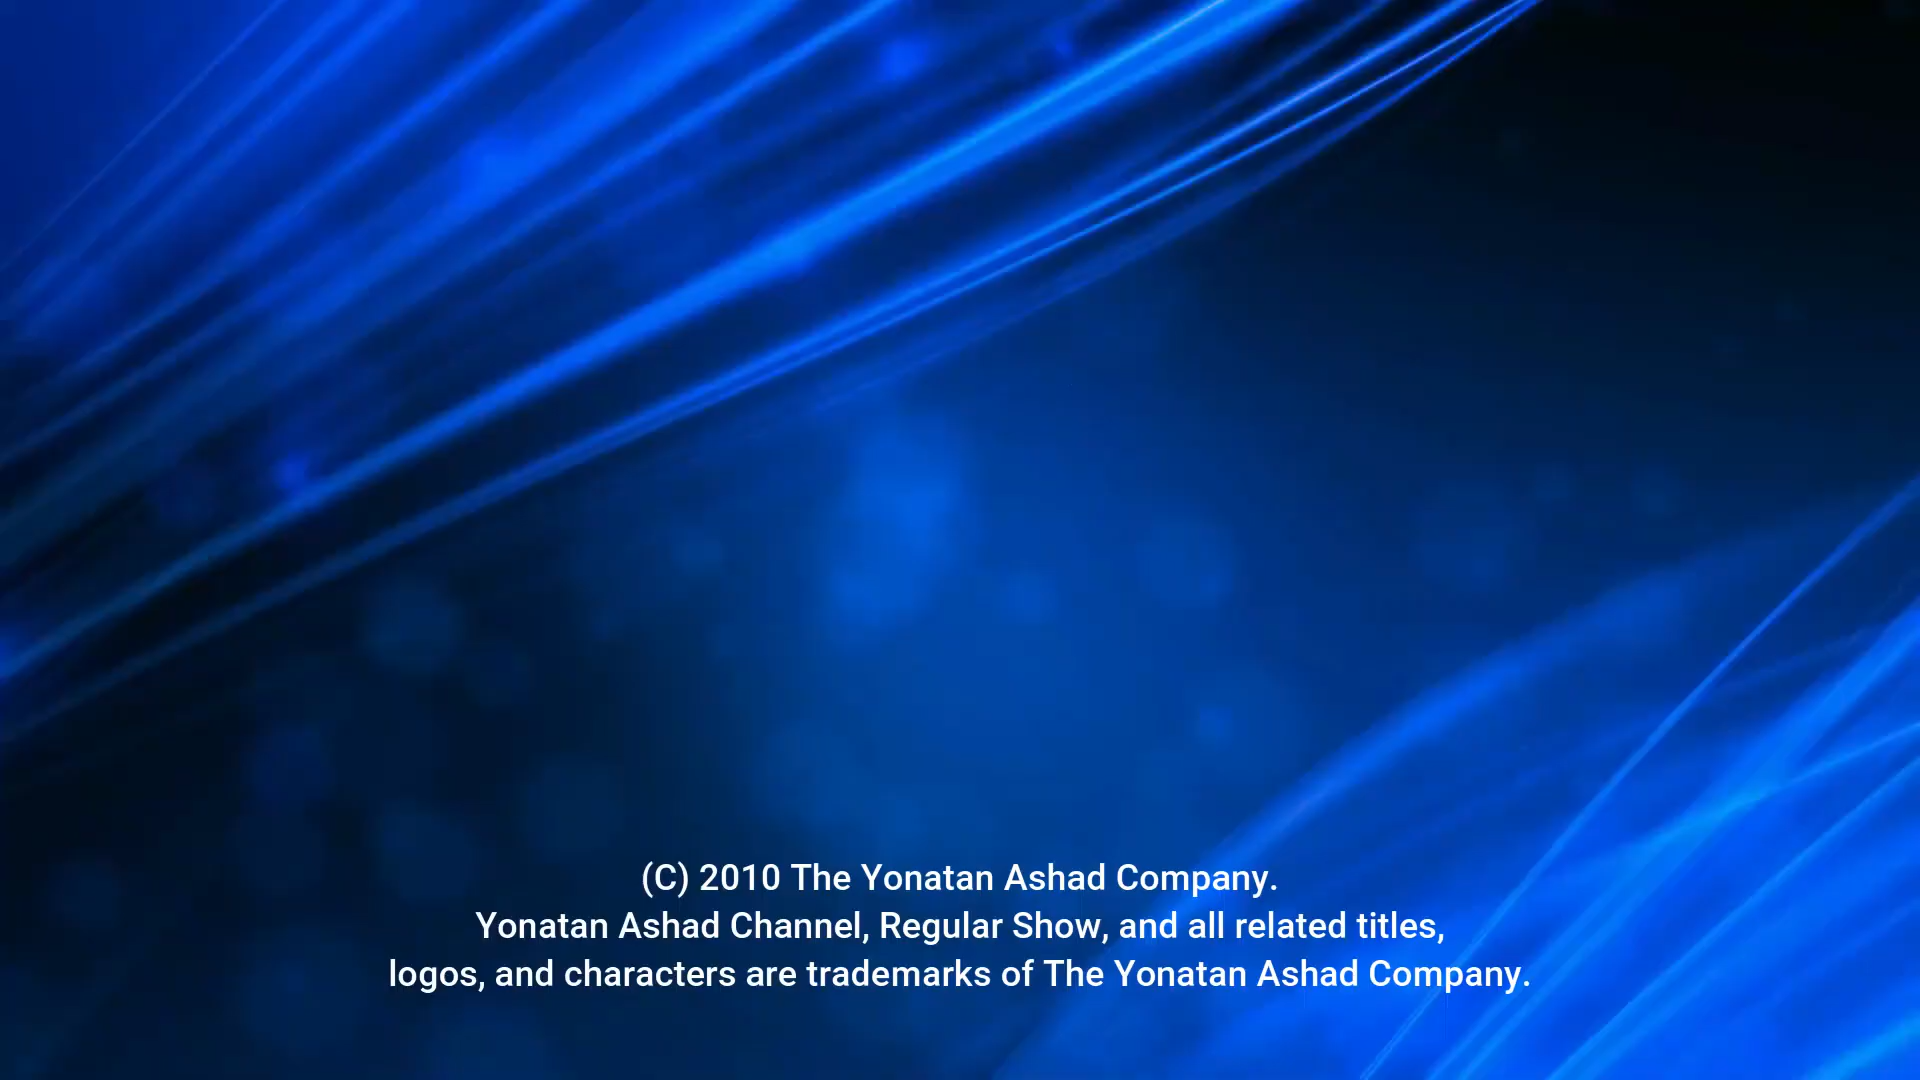 (C) 2010 The Yonatan Ashad Company.
Yonatan Ashad Channel, Regular Show, and all related titles,
logos, and characters are trademarks of The Yonatan Ashad Company.